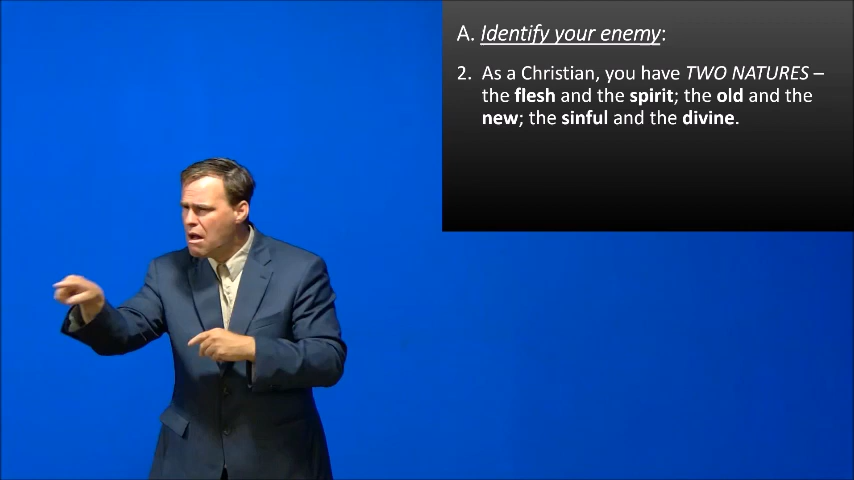 A. Identify your enemy:
2. As a Christian, you have TWO NATURES –
the flesh and the spirit; the old and the
new; the sinful and the divine.